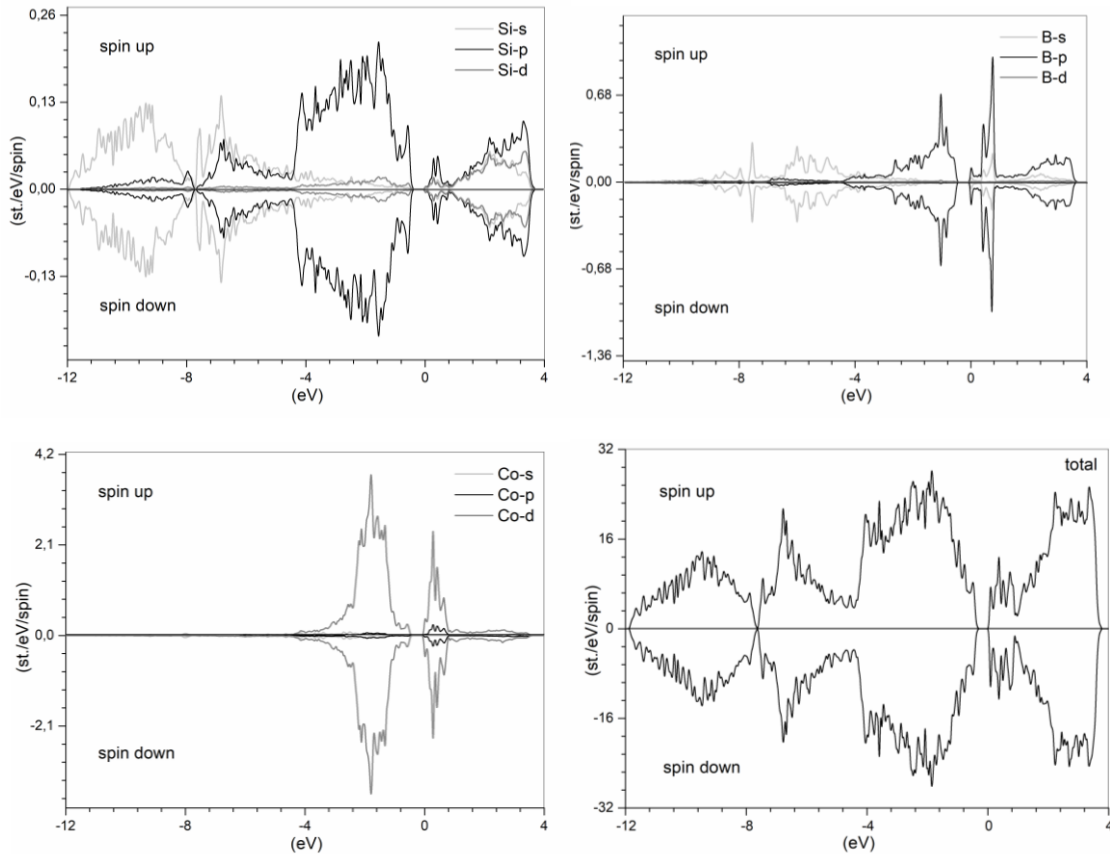 0,26
spin up
Si-s
Si-p
Si-d
0,13
0,00
-0,13
spin down
(st./eV/spin)
-12 -8 -4 0 4
(eV)
spin up
B-s
B-p
B-d
0,68
0,00
-0,68
-1,36
spin down
(st./eV/spin)
-12 -8 -4 0 4
(eV)
4,2
spin up
Co-s
Co-p
Co-d
2,1
0,0
-2,1
spin down
(st./eV/spin)
-12 -8 -4 0 4
(eV)
32
total
spin up
16
0
-16
spin down
-32
(st./eV/spin)
-12 -8 -4 0 4
(eV)